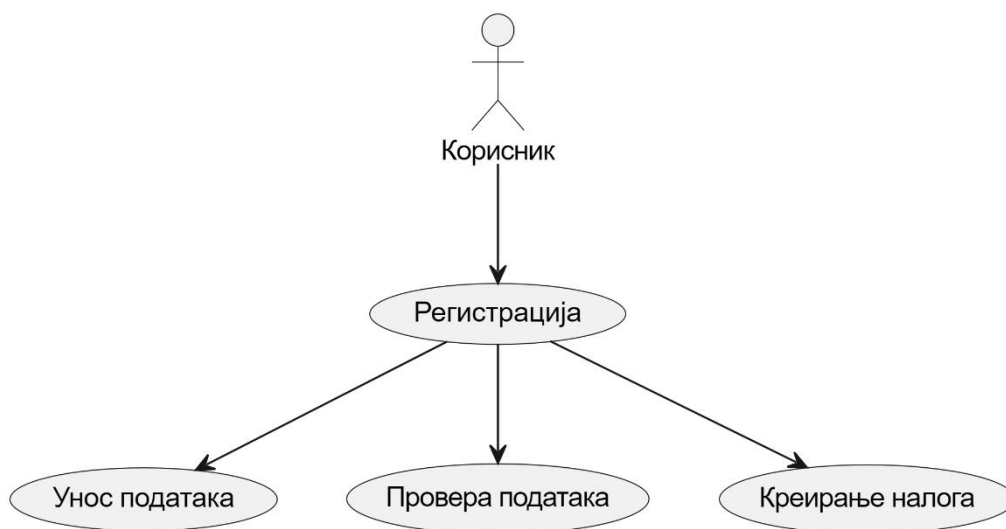 Корисник
Регистрација
Унос података
Провера података
Креирање налога